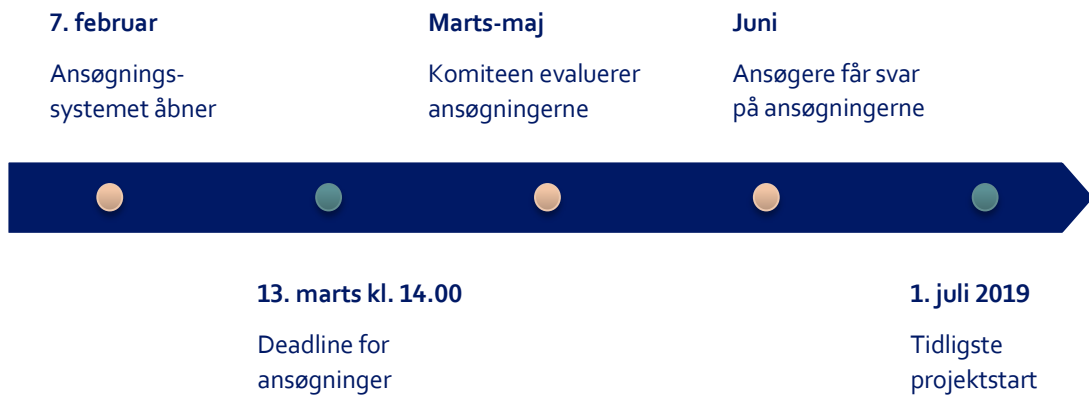 7. februar
Ansøgnings-
systemet åbner
Marts-maj
Komiteen evaluerer
ansøgningerne
Juni
Ansøgere får svar
på ansøgningerne
13. marts kl. 14.00
Deadline for
ansøgninger
1. juli 2019
Tidligste
projektstart